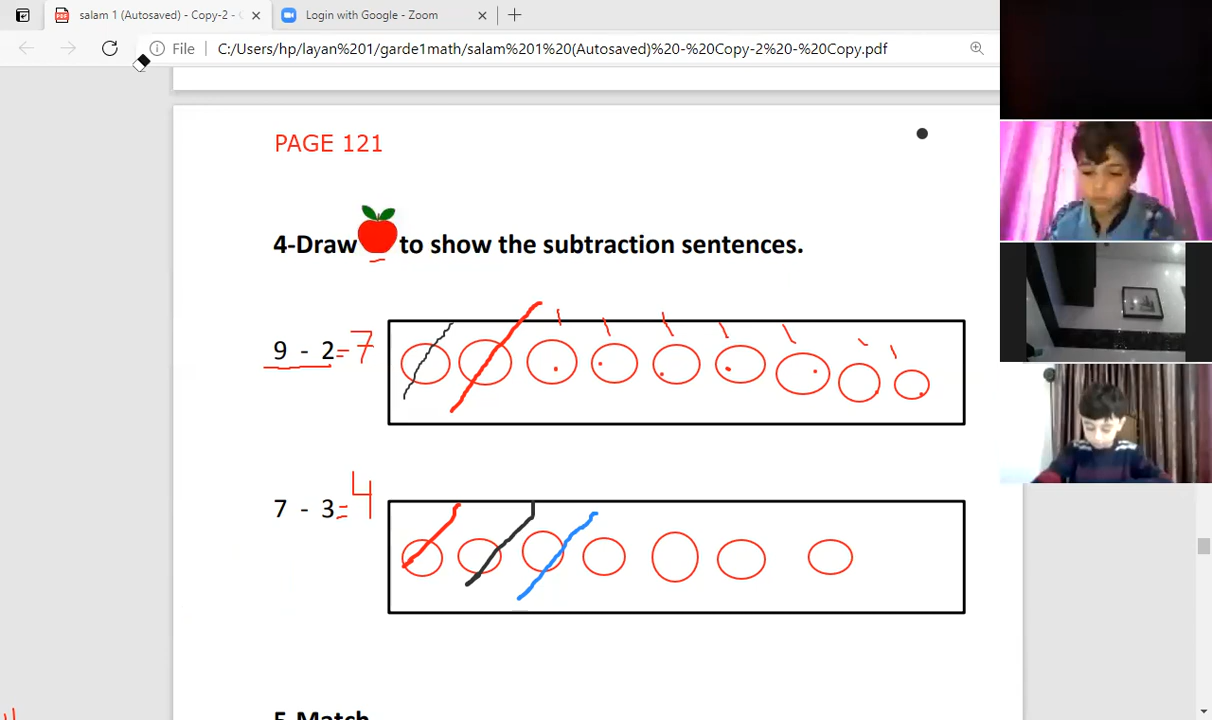 salam 1 (Autosaved) - Copy-2 -
Login with Google - Zoom
File
C:/Users/hp/layan%201/garde1math/salam%201%20(Autosaved)%20-%20Copy-2%20-%20Copy.pdf
PAGE 121
4-Draw to show the subtraction sentences.
9 - 2 = 7
7 - 3 = 4
5-Match